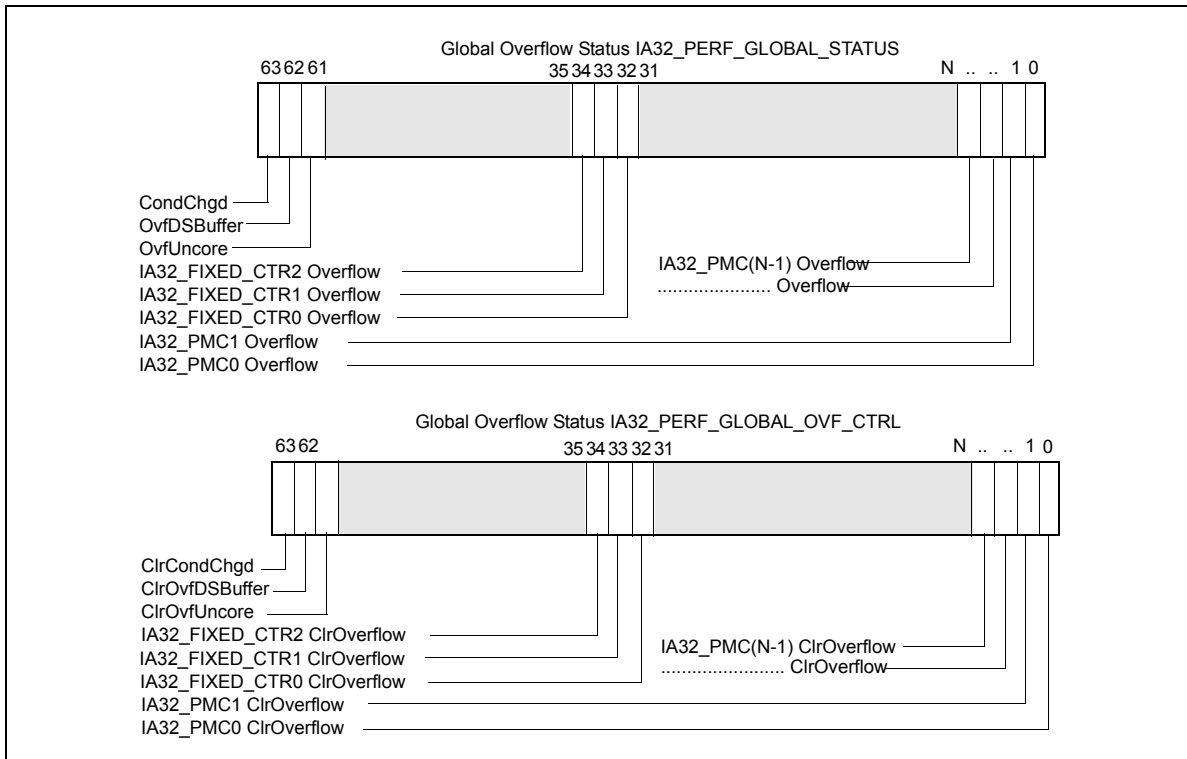 Global Overflow Status IA32_PERF_GLOBAL_STATUS
63 62 61 35 34 33 32 31 N .. .. 1 0
CondChgd
OvfDSBuffer
OvfUncore
IA32_FIXED_CTR2 Overflow
IA32_FIXED_CTR1 Overflow
IA32_FIXED_CTR0 Overflow
IA32_PMC1 Overflow
IA32_PMC0 Overflow
IA32_PMC(N-1) Overflow
...................... Overflow
Global Overflow Status IA32_PERF_GLOBAL_OVF_CTRL
63 62 35 34 33 32 31 N .. .. 1 0
ClrCondChgd
ClrOvfDSBuffer
ClrOvfUncore
IA32_FIXED_CTR2 ClrOverflow
IA32_FIXED_CTR1 ClrOverflow
IA32_FIXED_CTR0 ClrOverflow
IA32_PMC1 ClrOverflow
IA32_PMC0 ClrOverflow
IA32_PMC(N-1) ClrOverflow
........................ ClrOverflow